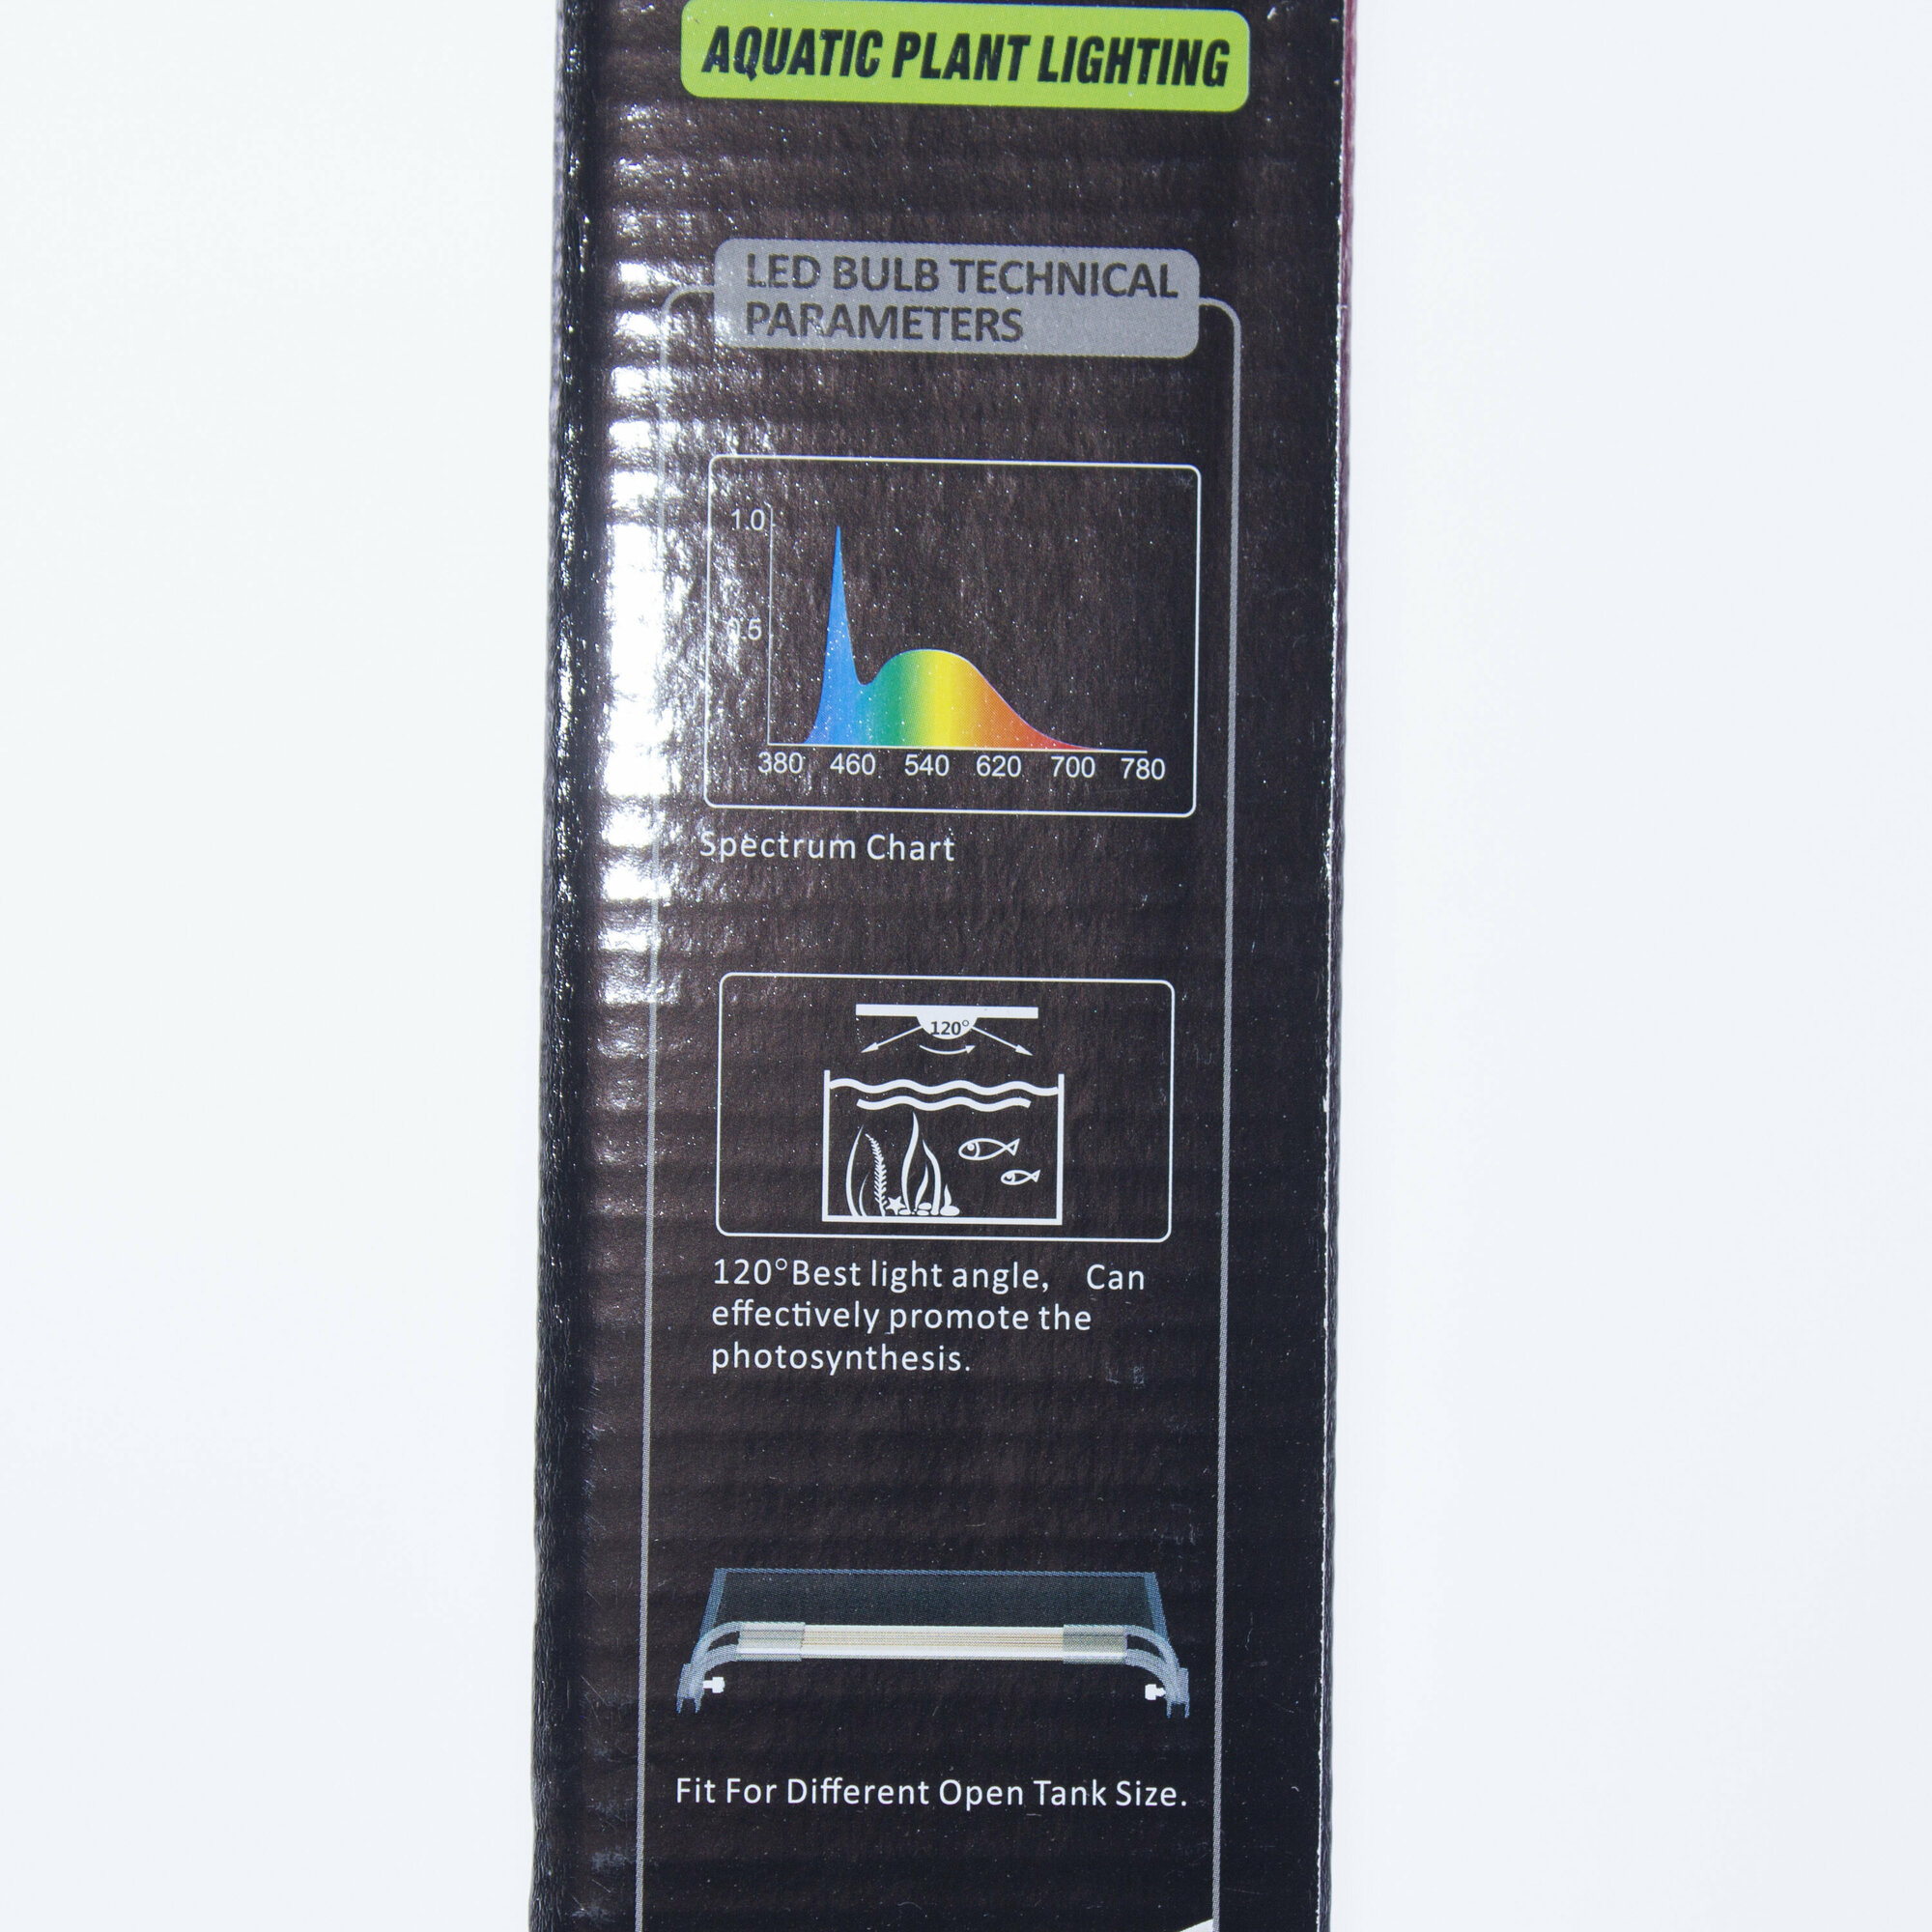 AQUATIC PLANT LIGHTING
LED BULB TECHNICAL
PARAMETERS
1.0
0.5
380 460 540 620 700 780
Spectrum Chart
120°
120°Best light angle, Can
effectively promote the
photosynthesis.
Fit For Different Open Tank Size.